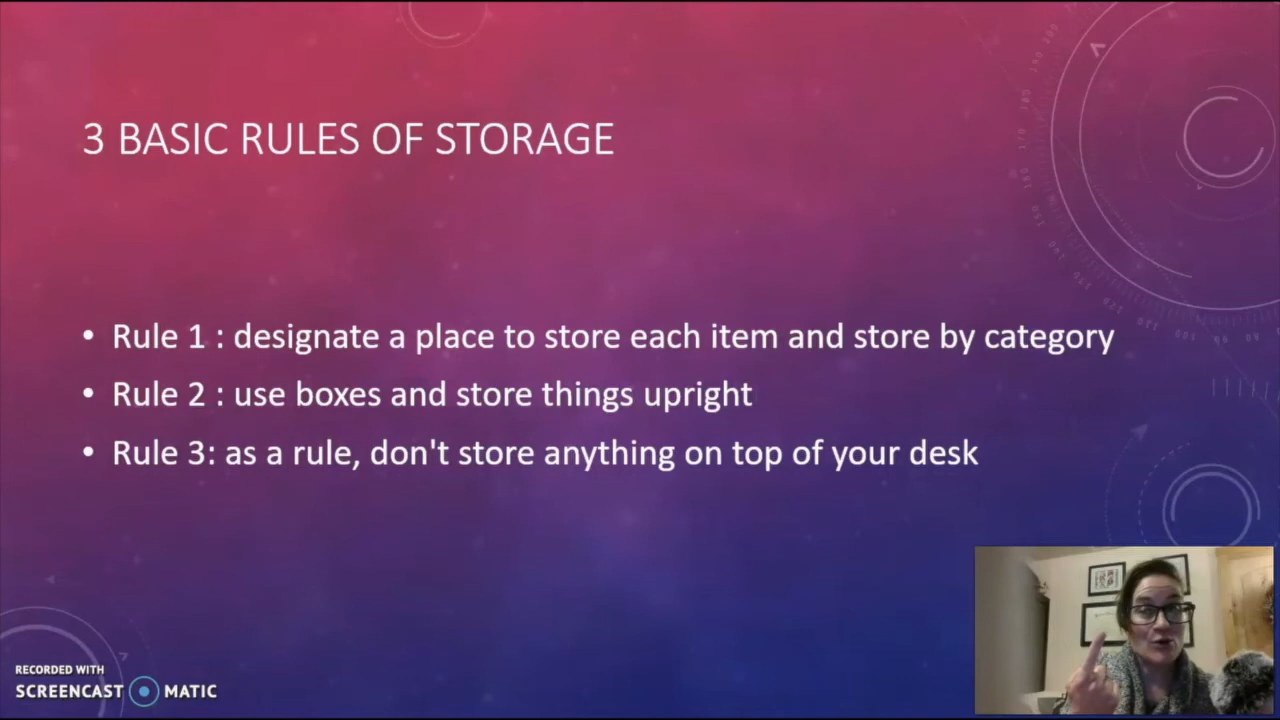 3 BASIC RULES OF STORAGE
• Rule 1 : designate a place to store each item and store by category
• Rule 2 : use boxes and store things upright
• Rule 3: as a rule, don't store anything on top of your desk
RECORDED WITH
SCREENCAST MATIC